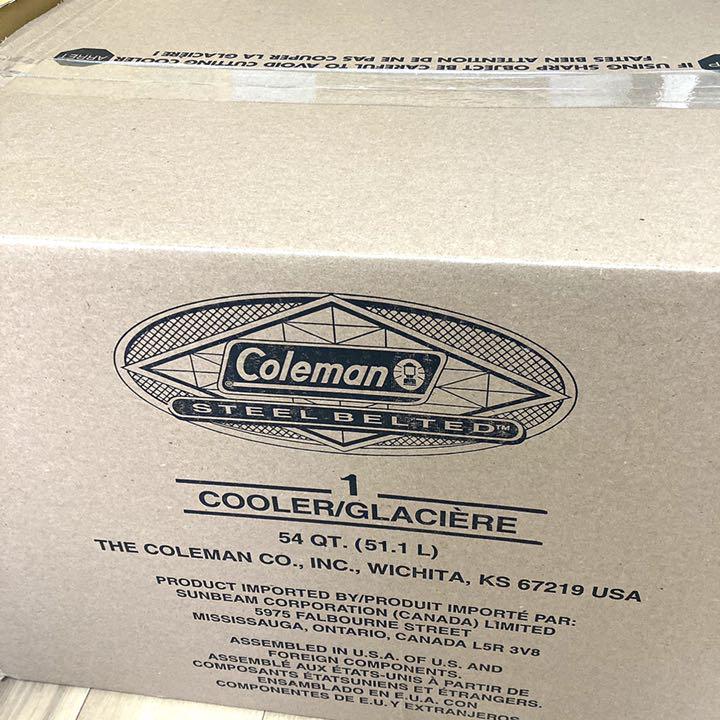 IF USING SHARP OBJECT BE CAREFUL TO AVOID CUTTING COOLER
FAITES BIEN ATTENTION DE NE PAS COUPER LA GLACIÈRE !
ARRÊT
Coleman
STEEL BELTED™
1
COOLER/GLACIÈRE
54 QT. (51.1 L)
THE COLEMAN CO., INC., WICHITA, KS 67219 USA
PRODUCT IMPORTED BY/PRODUIT IMPORTÉ PAR:
SUNBEAM CORPORATION (CANADA) LIMITED
5975 FALBOURNE STREET
MISSISSAUGA, ONTARIO, CANADA L5R 3V8
ASSEMBLED IN U.S.A. OF U.S. AND
FOREIGN COMPONENTS.
ASSEMBLÉ AUX ÉTATS-UNIS À PARTIR DE
COMPOSANTS ÉTATSUNIENS ET ÉTRANGERS.
ENSAMBLADO EN E.U.A. CON
COMPONENTES DE E.U. Y EXTRANJEROS